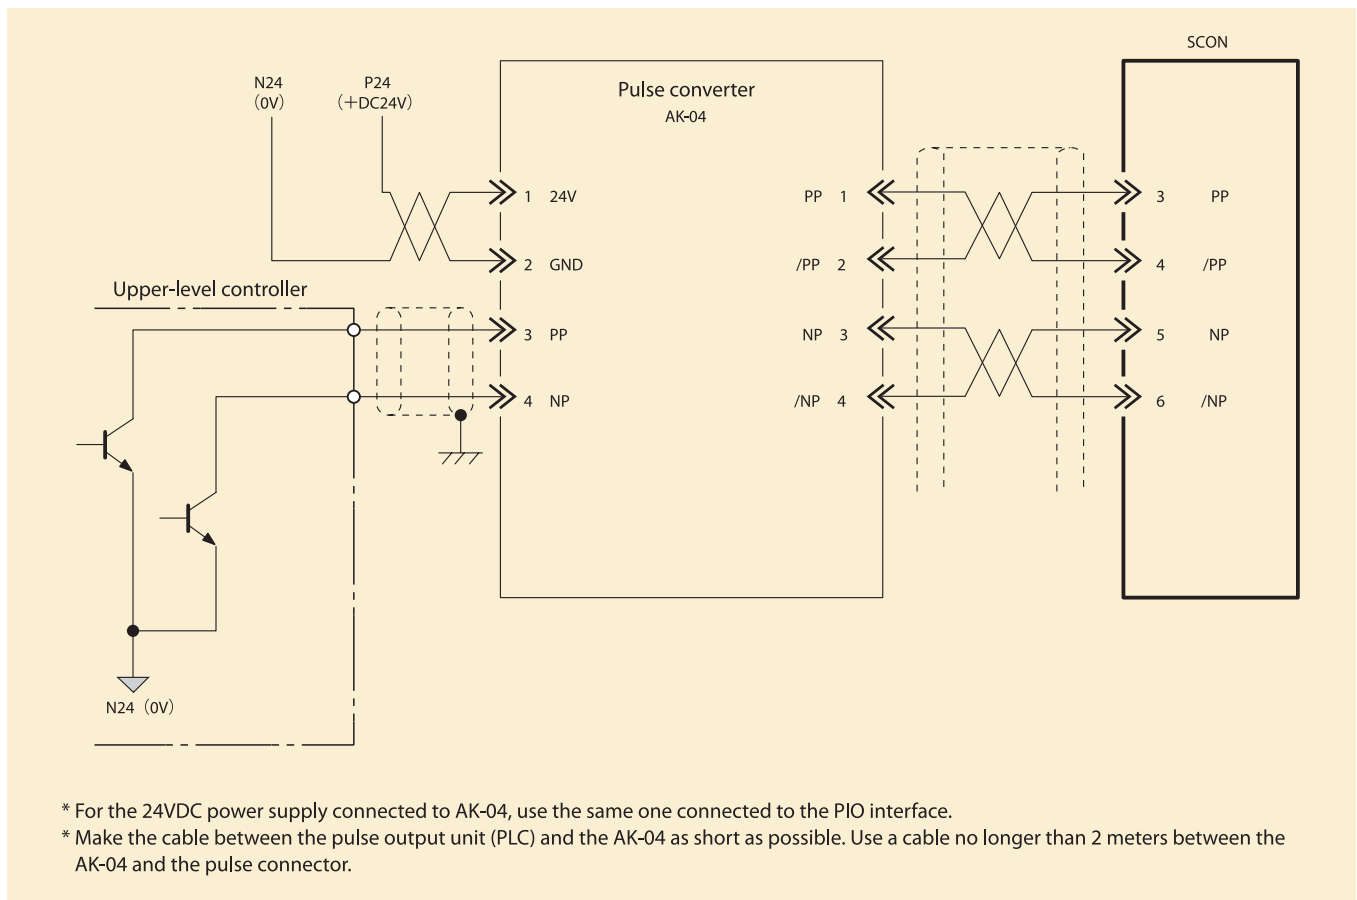 SCON
N24
（0V）
P24
（＋DC24V）
Pulse converter
AK-04
1 24V
2 GND
3 PP
4 NP
PP 1
/PP 2
NP 3
/NP 4
3 PP
4 /PP
5 NP
6 /NP
Upper-level controller
N24（0V）
* For the 24VDC power supply connected to AK-04, use the same one connected to the PIO interface.
* Make the cable between the pulse output unit (PLC) and the AK-04 as short as possible. Use a cable no longer than 2 meters between the
AK-04 and the pulse connector.